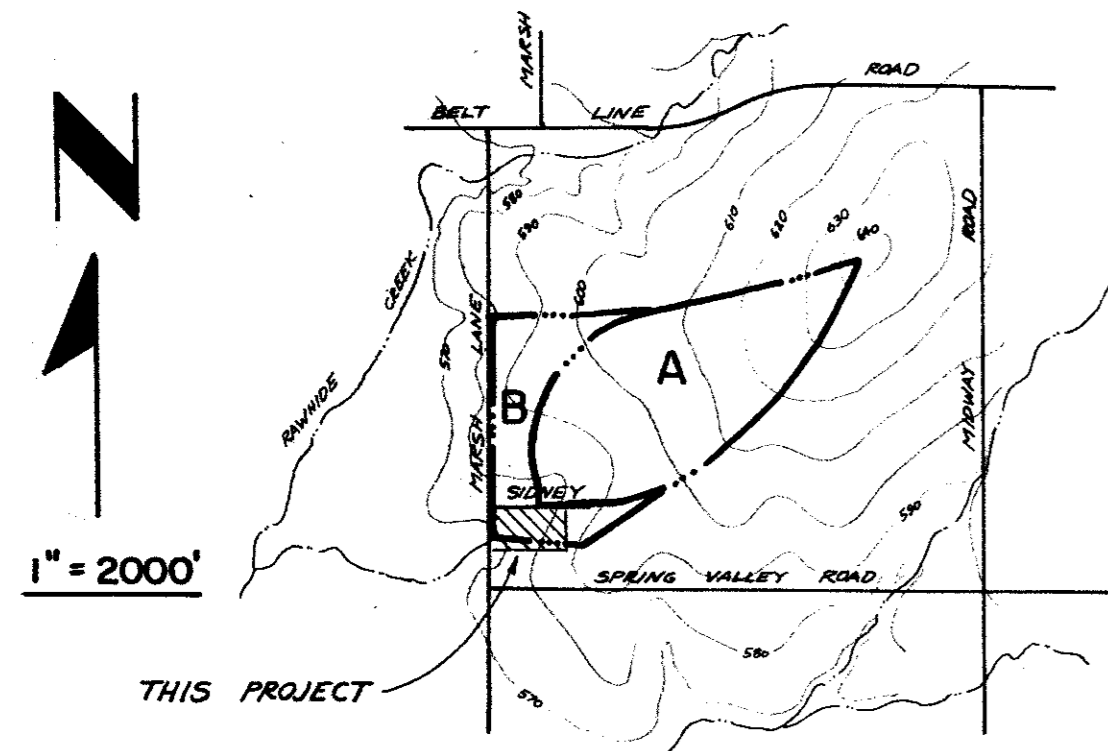 MARSH
ROAD
BELT LINE
N
580
590
610
620
630
640
600
ROAD
CREEK
570
MARSH LANE
A
B
RAWHIDE
MIDWAY
SIDNEY
590
1" = 2000'
SPRING VALLEY ROAD
580
THIS PROJECT
570